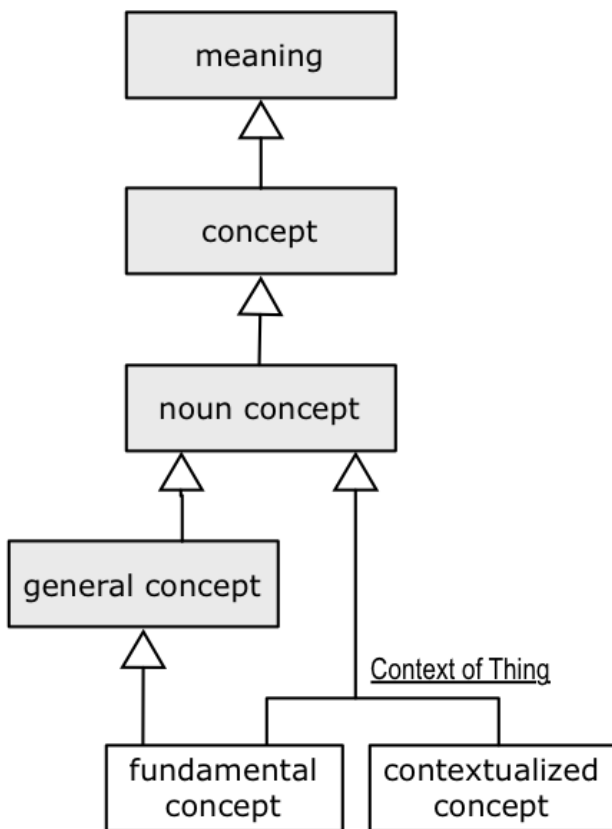 meaning
concept
noun concept
general concept
Context of Thing
fundamental
concept
contextualized
concept